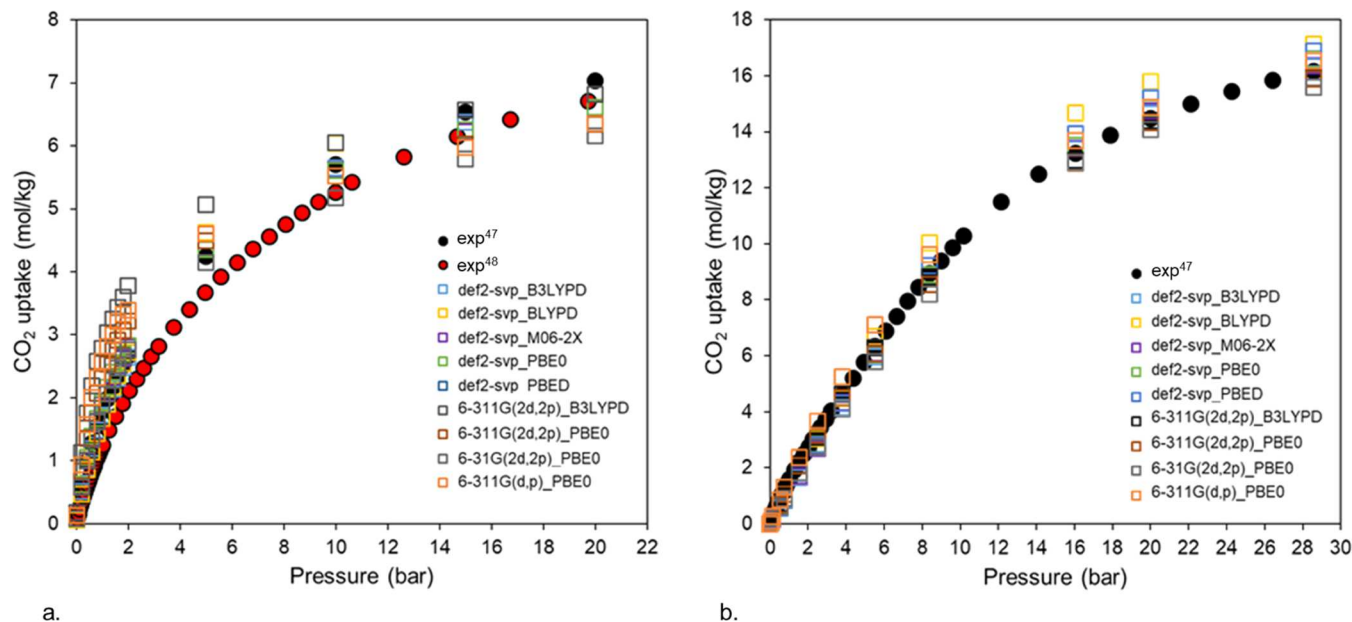 a.
CO₂ uptake (mol/kg)
8
7
6
5
4
3
2
1
0
0 2 4 6 8 10 12 14 16 18 20 22
Pressure (bar)
exp⁴⁷
exp⁴⁸
def2-svp_B3LYPD
def2-svp_BLYPD
def2-svp_M06-2X
def2-svp_PBE0
def2-svp_PBED
6-311G(2d,2p)_B3LYPD
6-311G(2d,2p)_PBE0
6-31G(2d,2p)_PBE0
6-311G(d,p)_PBE0
a.
b.
CO₂ uptake (mol/kg)
18
16
14
12
10
8
6
4
2
0
0 2 4 6 8 10 12 14 16 18 20 22 24 26 28 30
Pressure (bar)
exp⁴⁷
def2-svp_B3LYPD
def2-svp_BLYPD
def2-svp_M06-2X
def2-svp_PBE0
def2-svp_PBED
6-311G(2d,2p)_B3LYPD
6-311G(2d,2p)_PBE0
6-31G(2d,2p)_PBE0
6-311G(d,p)_PBE0
b.